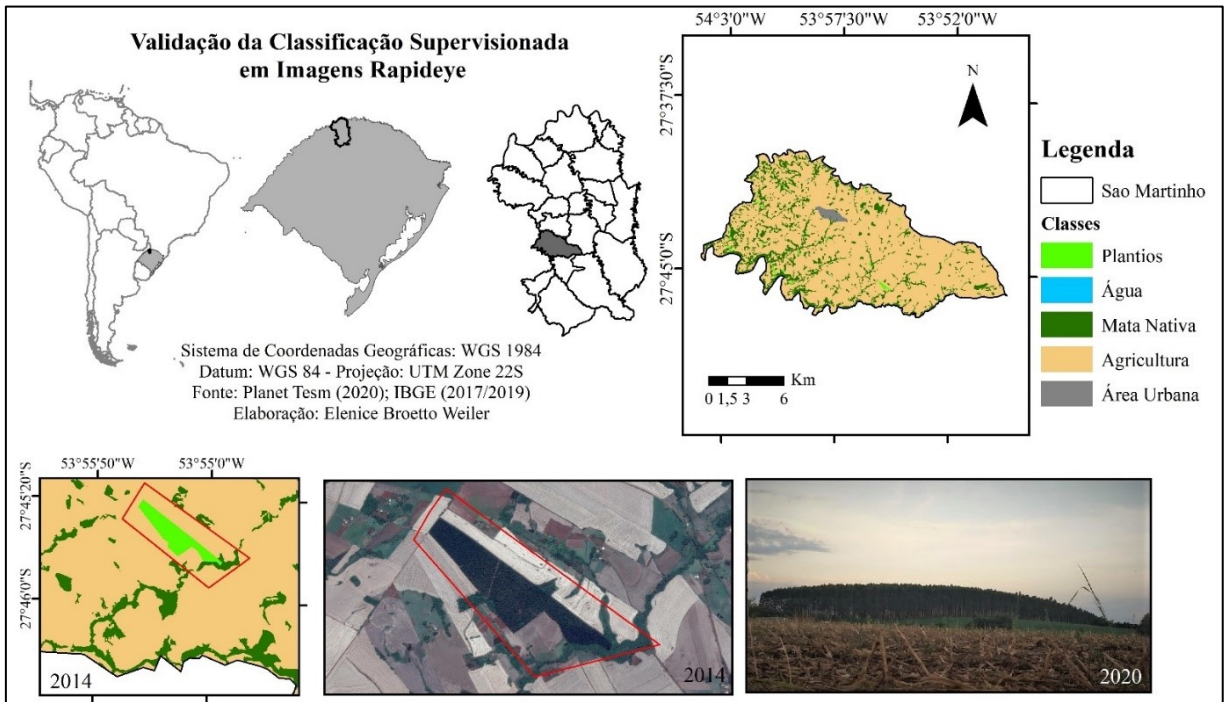 Validação da Classificação Supervisionada
em Imagens Rapideye
54°3'0"W 53°57'30"W 53°52'0"W
27°37'30"S
27°45'0"S
N
Km
0 1,5 3 6
Legenda
Sao Martinho
Classes
Plantios
Água
Mata Nativa
Agricultura
Área Urbana
Sistema de Coordenadas Geográficas: WGS 1984
Datum: WGS 84 - Projeção: UTM Zone 22S
Fonte: Planet Tesm (2020); IBGE (2017/2019)
Elaboração: Elenice Broetto Weiler
53°55'50"W 53°55'0"W
27°45'20"S
27°46'0"S
2014
2014
2020